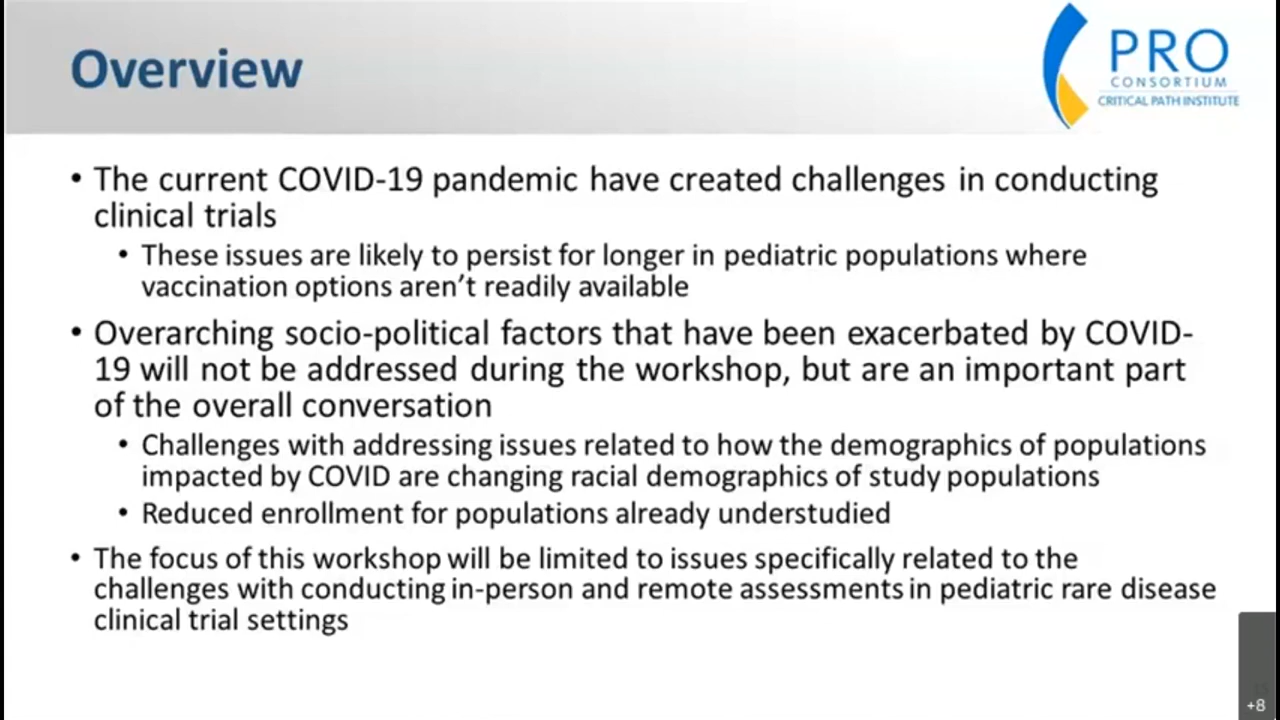 Overview
PRO
CONSORTIUM
CRITICAL PATH INSTITUTE
• The current COVID-19 pandemic have created challenges in conducting
clinical trials
• These issues are likely to persist for longer in pediatric populations where
vaccination options aren't readily available
• Overarching socio-political factors that have been exacerbated by COVID-
19 will not be addressed during the workshop, but are an important part
of the overall conversation
• Challenges with addressing issues related to how the demographics of populations
impacted by COVID are changing racial demographics of study populations
• Reduced enrollment for populations already understudied
• The focus of this workshop will be limited to issues specifically related to the
challenges with conducting in-person and remote assessments in pediatric rare disease
clinical trial settings
+8